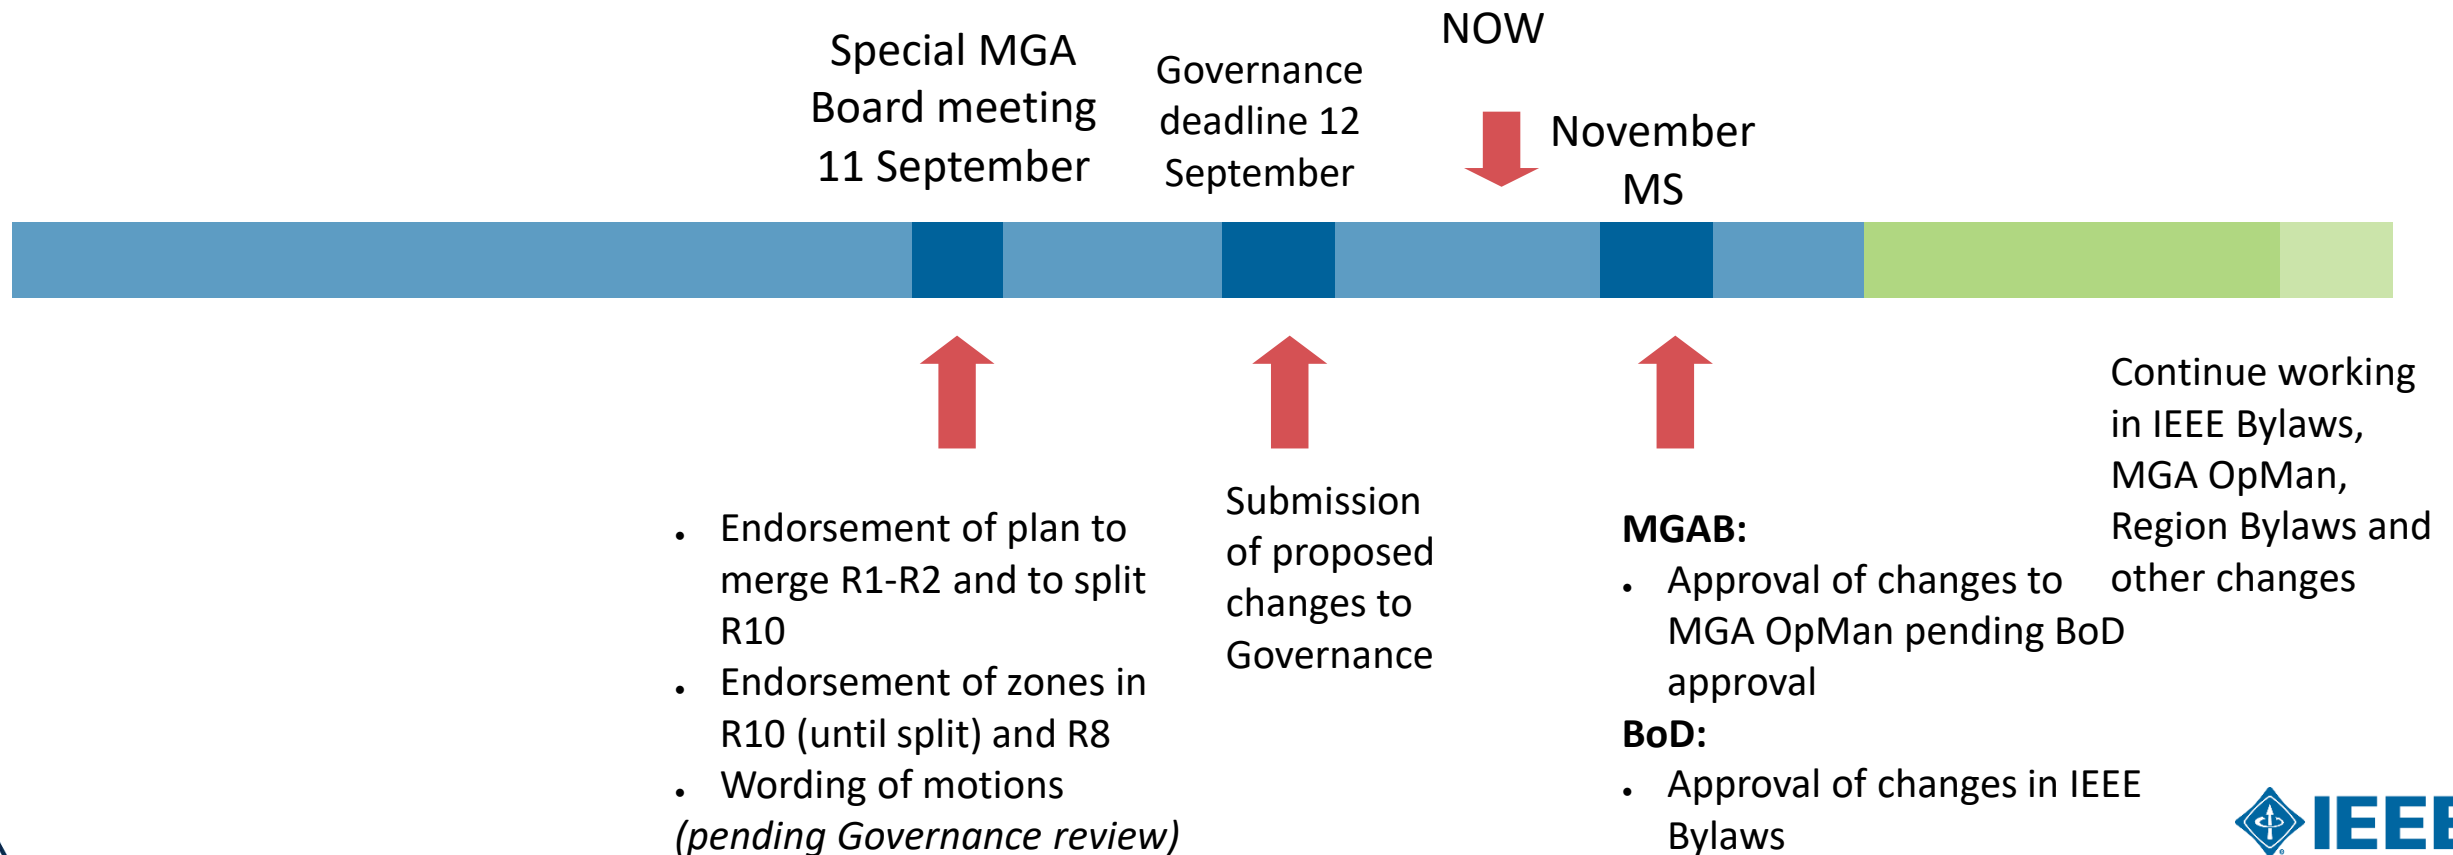 Special MGA
Board meeting
11 September
Governance
deadline 12
September
NOW
November
MS
• Endorsement of plan to
merge R1-R2 and to split
R10
• Endorsement of zones in
R10 (until split) and R8
• Wording of motions
(pending Governance review)
Submission
of proposed
changes to
Governance
MGAB:
• Approval of changes to
MGA OpMan pending BoD
approval
BoD:
• Approval of changes in IEEE
Bylaws
Continue working
in IEEE Bylaws,
MGA OpMan,
Region Bylaws and
other changes
IEEE